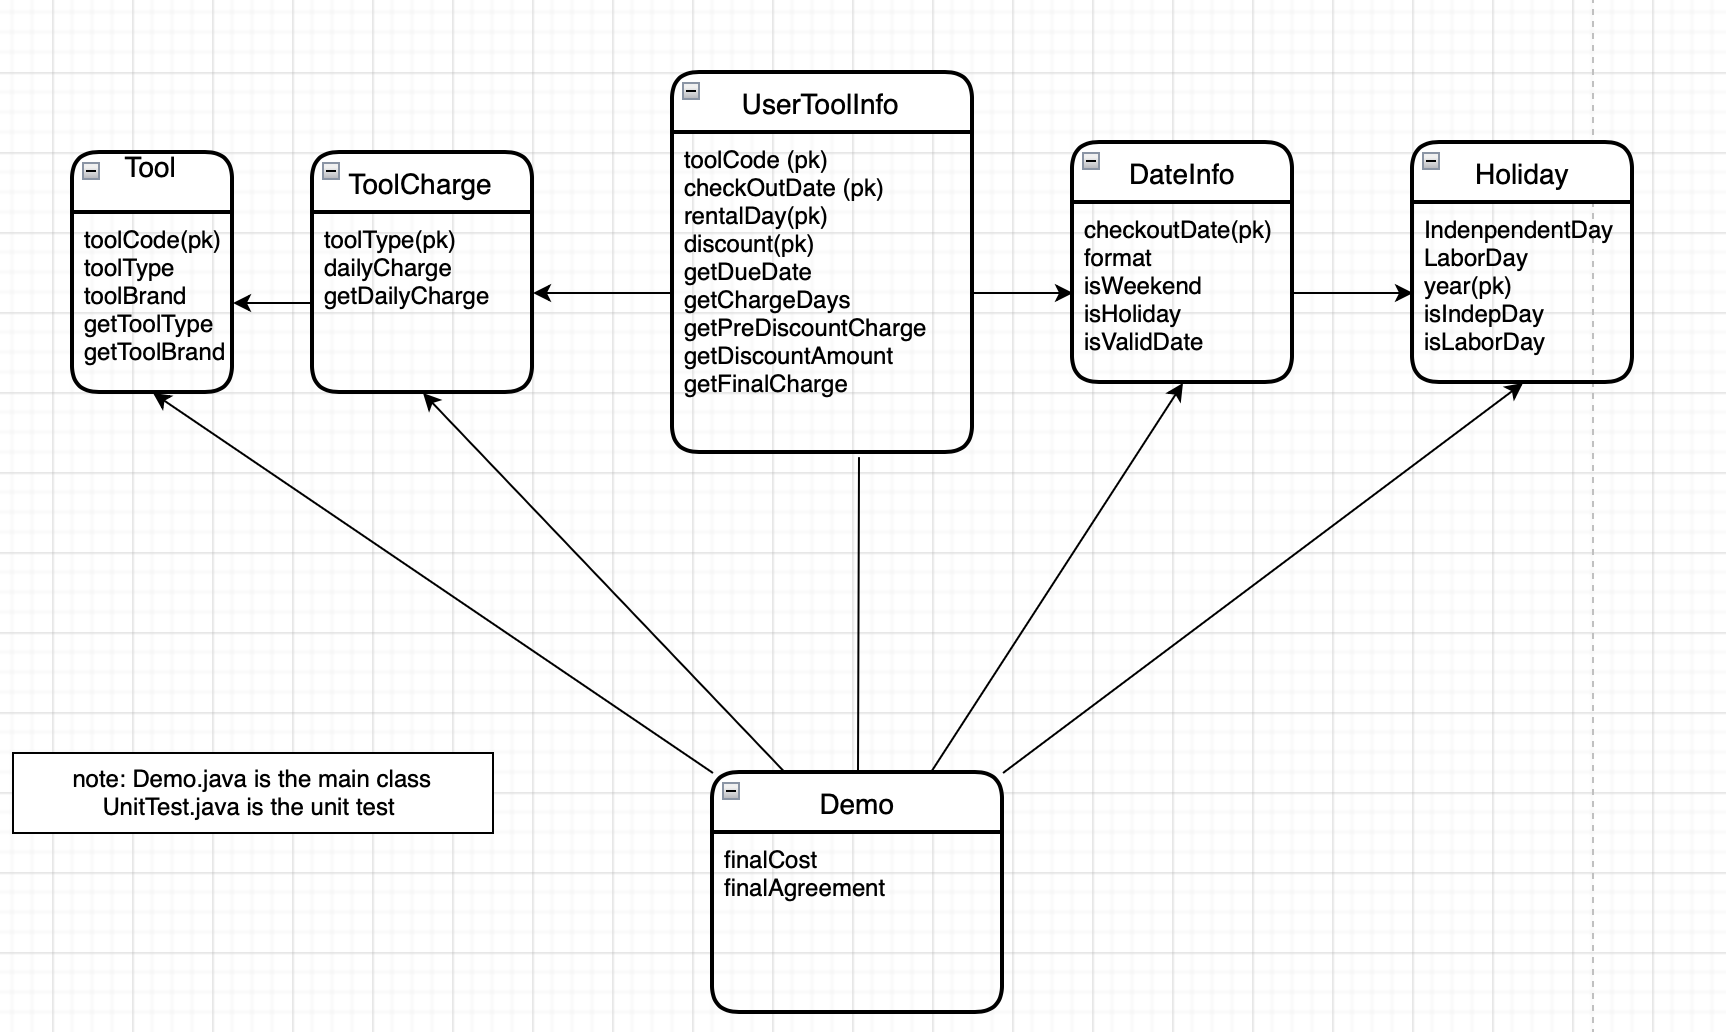 Tool
toolCode(pk)
toolType
toolBrand
getToolType
getToolBrand
ToolCharge
toolType(pk)
dailyCharge
getDailyCharge
UserToolInfo
toolCode (pk)
checkOutDate (pk)
rentalDay(pk)
discount(pk)
getDueDate
getChargeDays
getPreDiscountCharge
getDiscountAmount
getFinalCharge
DateInfo
checkoutDate(pk)
format
isWeekend
isHoliday
isValidDate
Holiday
IndenpendentDay
LaborDay
year(pk)
isIndepDay
isLaborDay
note: Demo.java is the main class
UnitTest.java is the unit test
Demo
finalCost
finalAgreement